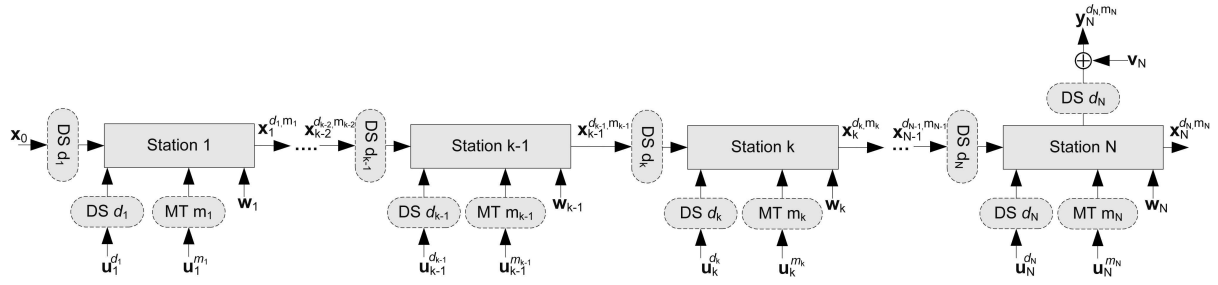 y_N^{d_N,m_N}
v_N
DS d_N
x_0 DS d_1 Station 1 x_1^{d_1,m_1} .... x_{k-2}^{d_{k-2},m_{k-2}} DS d_{k-1} Station k-1 x_{k-1}^{d_{k-1},m_{k-1}} DS d_k Station k x_k^{d_k,m_k} ... x_{N-1}^{d_{N-1},m_{N-1}} DS d_N Station N x_N^{d_N,m_N}
DS d_1 MT m_1 w_1 DS d_{k-1} MT m_{k-1} w_{k-1} DS d_k MT m_k w_k DS d_N MT m_N w_N
u_1^{d_1} u_1^{m_1} u_{k-1}^{d_{k-1}} u_{k-1}^{m_{k-1}} u_k^{d_k} u_k^{m_k} u_N^{d_N} u_N^{m_N}